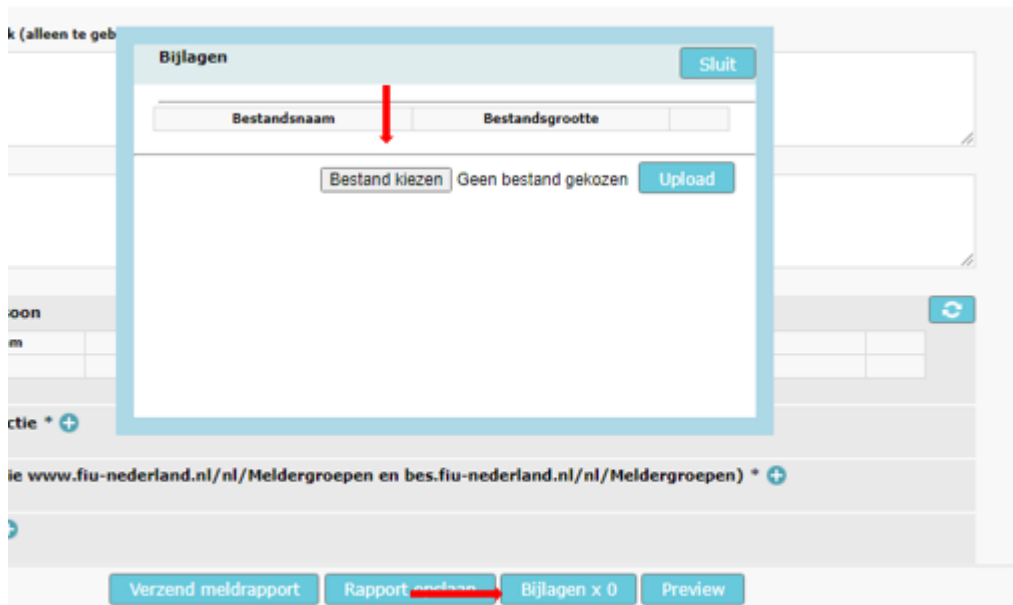 k (alleen te geb
Bijlagen
Sluit
Bestandsnaam Bestandsgrootte
Bestand kiezen Geen bestand gekozen Upload
soon
am
ctie *
ie www.fiu-nederland.nl/nl/Meldergroepen en bes.fiu-nederland.nl/nl/Meldergroepen) *
Verzend meldrapport Rapport opslaan Bijlagen x 0 Preview